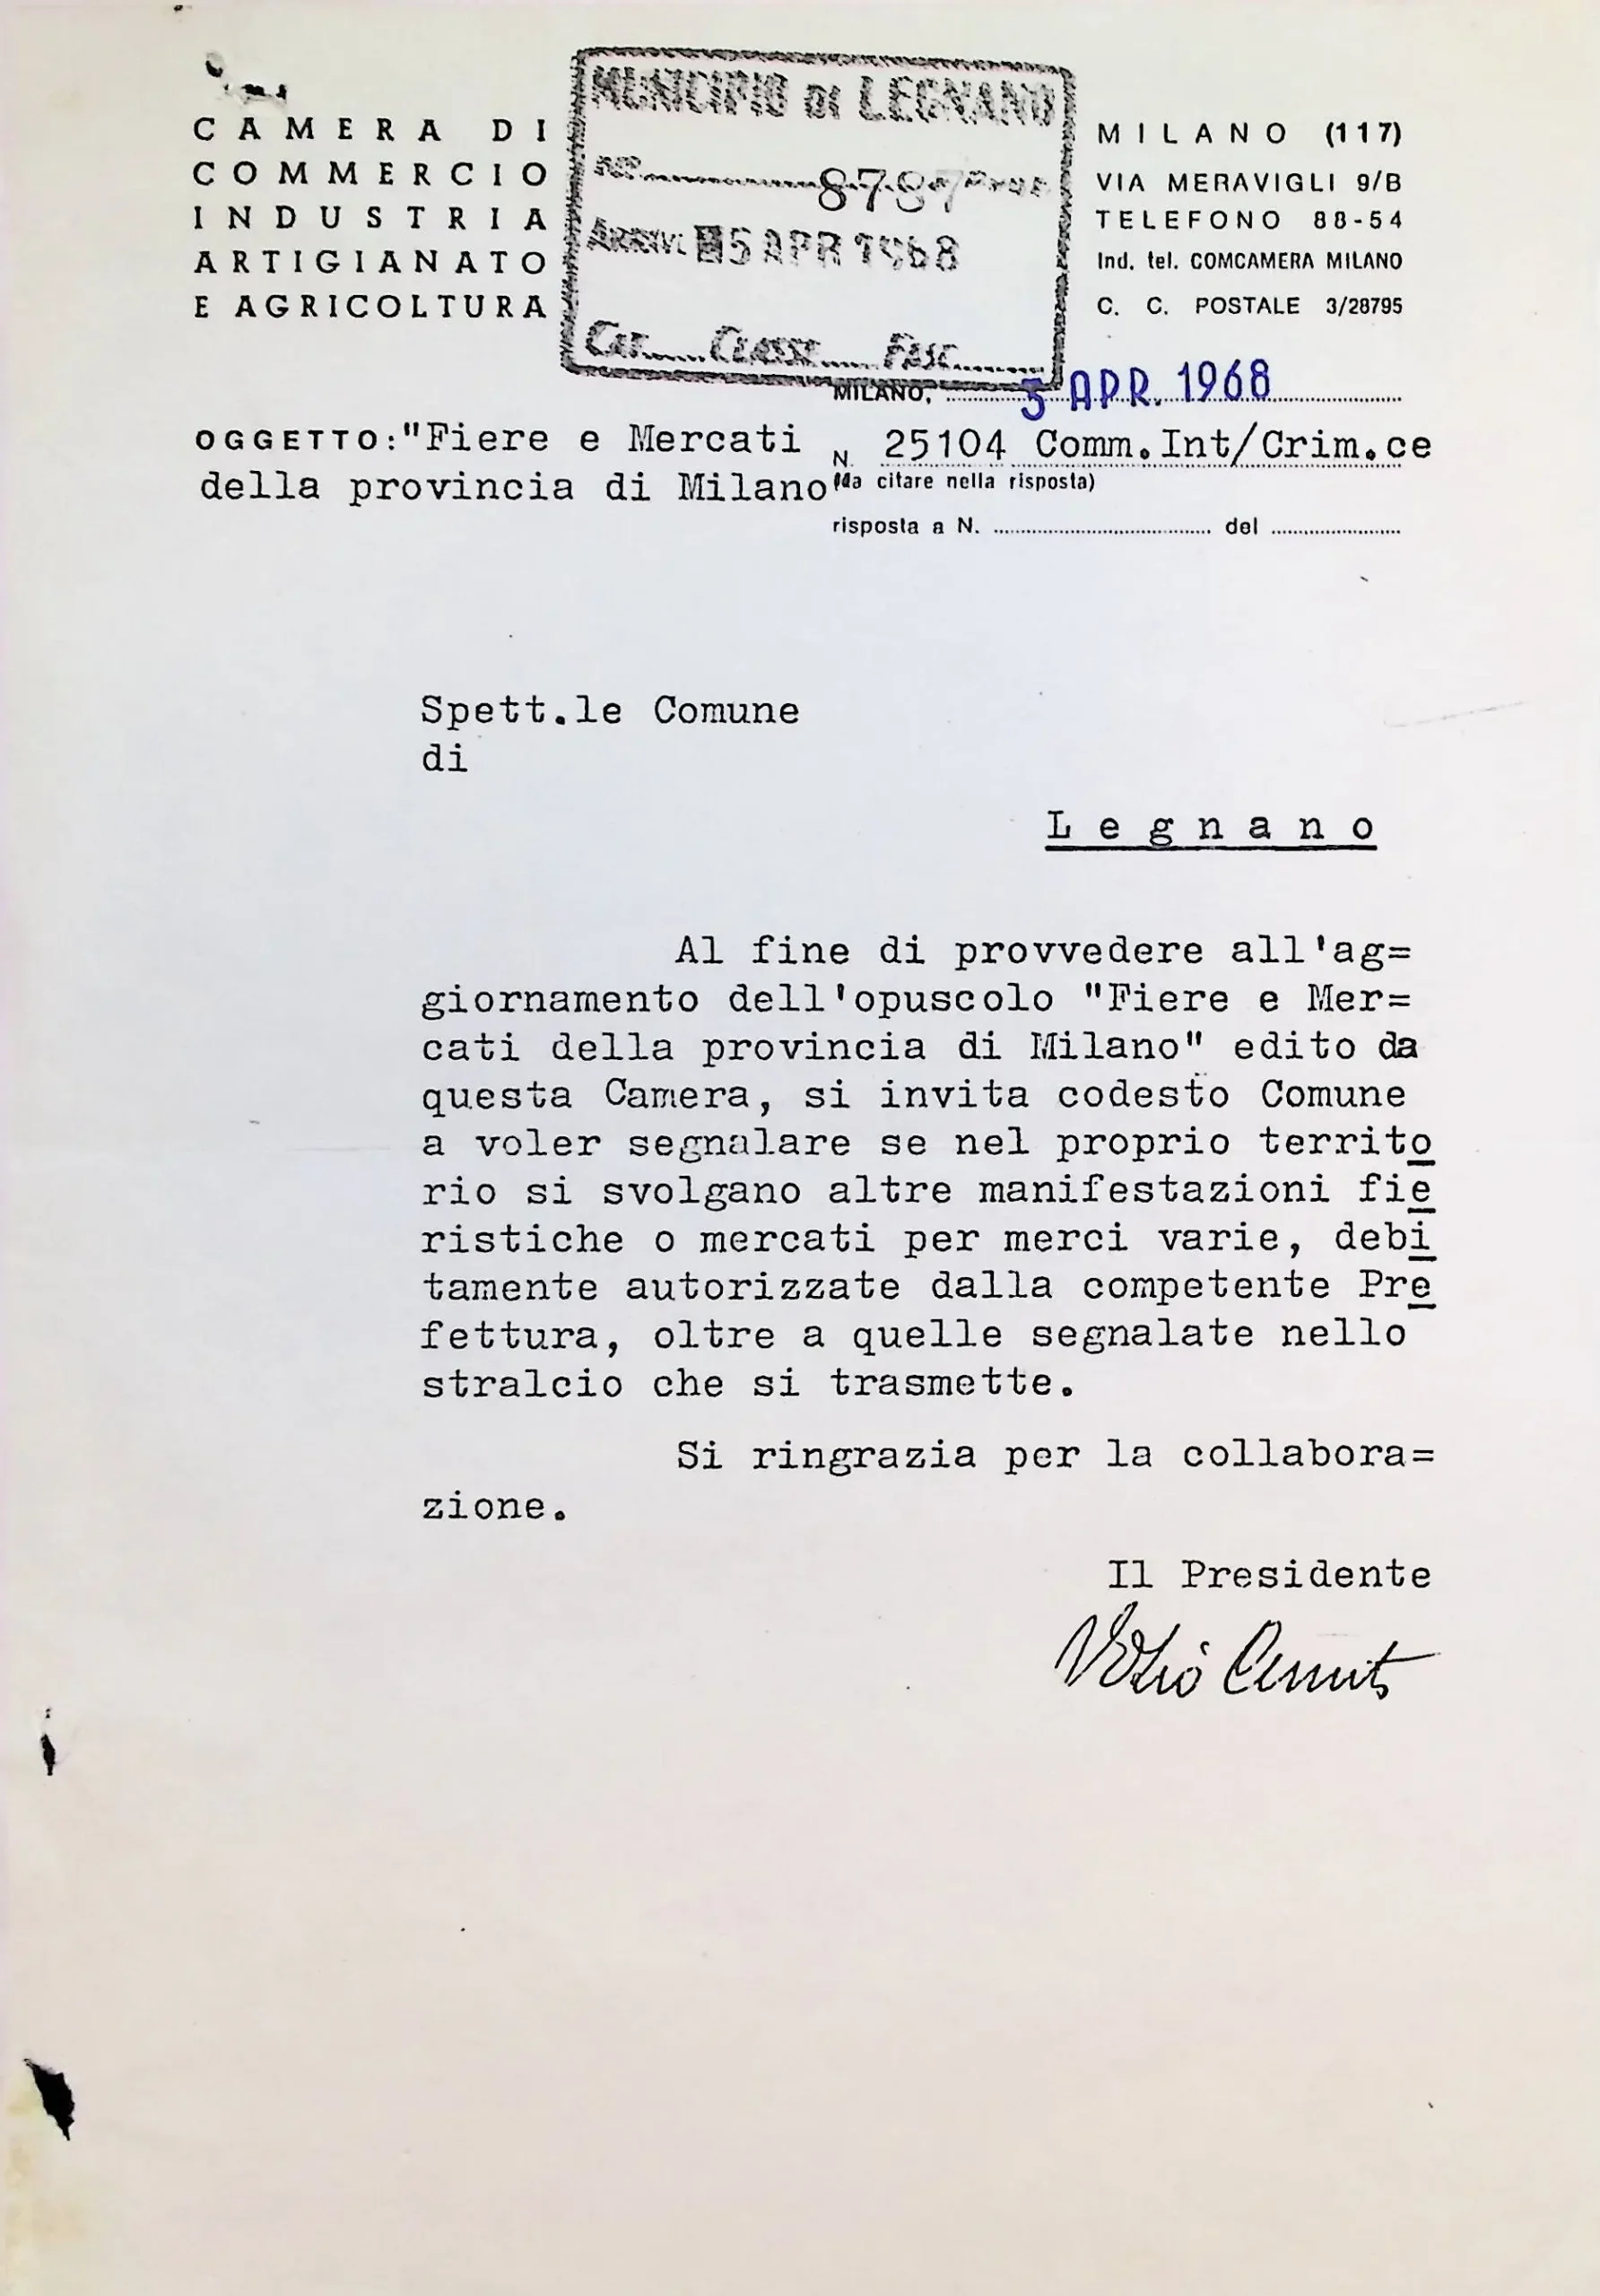 CAMERA DI
COMMERCIO
INDUSTRIA
ARTIGIANATO
E AGRICOLTURA
MUNICIPIO DI LEGNANO
8787 Prot.
ARRIV. 5 APR 1968
CAT. CLASSE FASC.
MILANO (117)
VIA MERAVIGLI 9/B
TELEFONO 88-54
Ind. tel. COMCAMERA MILANO
C. C. POSTALE 3/28795
MILANO, APR. 1968
OGGETTO: "Fiere e Mercati
della provincia di Milano"
N. 25104 Comm.Int/Crim.ce
(da citare nella risposta)
risposta a N. del
Spett.le Comune
di
Legnano
Al fine di provvedere all'ag=
giornamento dell'opuscolo "Fiere e Mer=
cati della provincia di Milano" edito da
questa Camera, si invita codesto Comune
a voler segnalare se nel proprio territo
rio si svolgano altre manifestazioni fie
ristiche o mercati per merci varie, debi
tamente autorizzate dalla competente Pre
fettura, oltre a quelle segnalate nello
stralcio che si trasmette.
Si ringrazia per la collabora=
zione.
Il Presidente